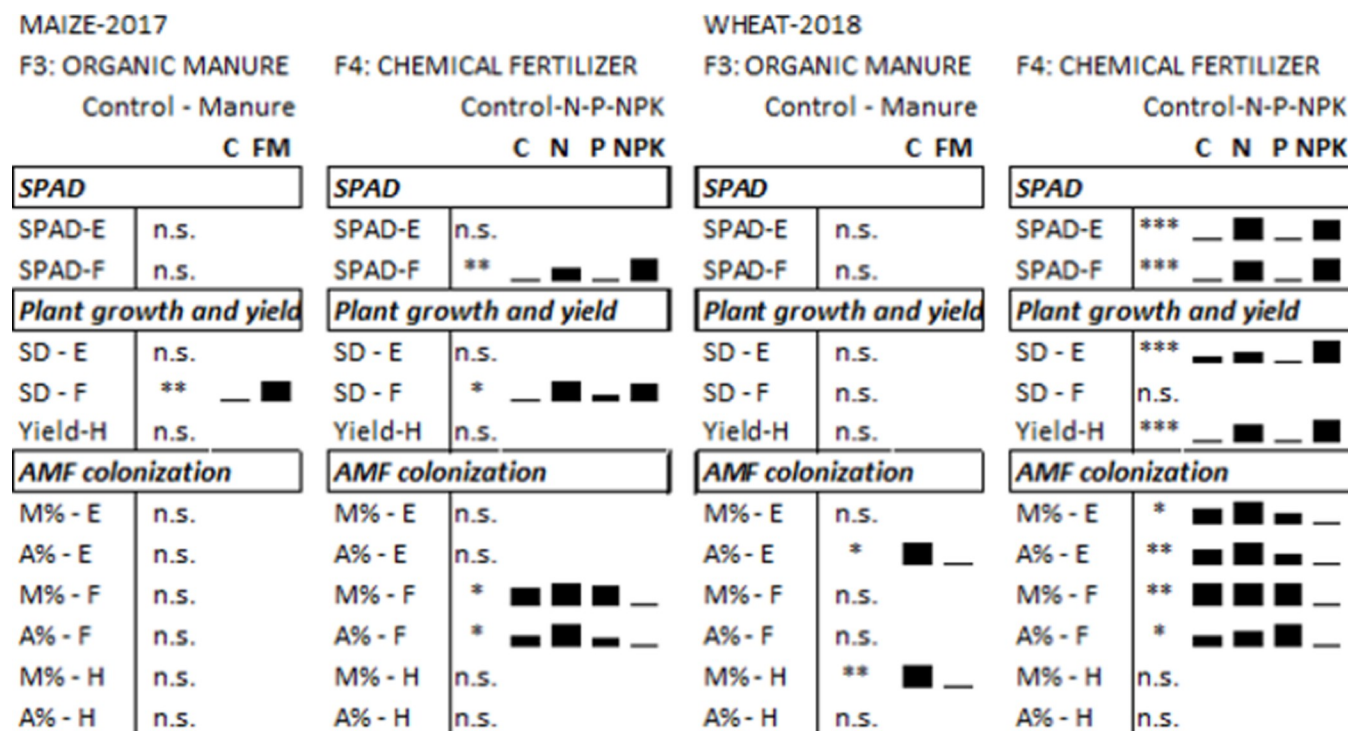 MAIZE-2017 WHEAT-2018
F3: ORGANIC MANURE F4: CHEMICAL FERTILIZER F3: ORGANIC MANURE F4: CHEMICAL FERTILIZER
Control - Manure Control-N-P-NPK Control - Manure Control-N-P-NPK
C FM C N P NPK C FM C N P NPK
SPAD SPAD SPAD SPAD
SPAD-E n.s. SPAD-E n.s. SPAD-E n.s. SPAD-E ***
SPAD-F n.s. SPAD-F ** SPAD-F n.s. SPAD-F ***
Plant growth and yield Plant growth and yield Plant growth and yield Plant growth and yield
SD - E n.s. SD - E n.s. SD - E n.s. SD - E ***
SD - F ** SD - F * SD - F n.s. SD - F n.s.
Yield-H n.s. Yield-H n.s. Yield-H n.s. Yield-H ***
AMF colonization AMF colonization AMF colonization AMF colonization
M% - E n.s. M% - E n.s. M% - E n.s. M% - E *
A% - E n.s. A% - E n.s. A% - E * A% - E **
M% - F n.s. M% - F * M% - F n.s. M% - F **
A% - F n.s. A% - F * A% - F n.s. A% - F *
M% - H n.s. M% - H n.s. M% - H ** M% - H n.s.
A% - H n.s. A% - H n.s. A% - H n.s. A% - H n.s.